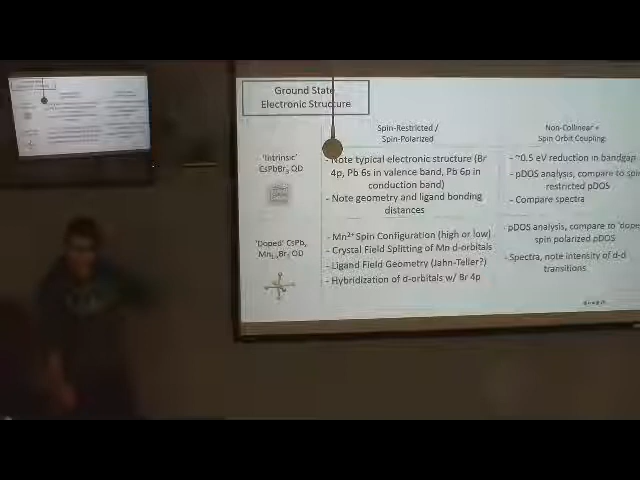 Ground State
Electronic Structure
Spin-Restricted /
Spin-Polarized
Non-Collinear +
Spin Orbit Coupling
'Intrinsic'
CsPbBr₃ QD
- Note typical electronic structure (Br
4p, Pb 6s in valence band, Pb 6p in
conduction band)
- Note geometry and ligand bonding
distances
- ~0.5 eV reduction in bandgap
- pDOS analysis, compare to spin
restricted pDOS
- Compare spectra
'Doped' CsPb
Br₃ QD
- Mn²⁺ Spin Configuration (high or low)
- Crystal Field Splitting of Mn d-orbitals
- Ligand Field Geometry (Jahn-Teller?)
- Hybridization of d-orbitals w/ Br 4p
- pDOS analysis, compare to 'dope
spin polarized pDOS
- Spectra, note intensity of d-d
transitions